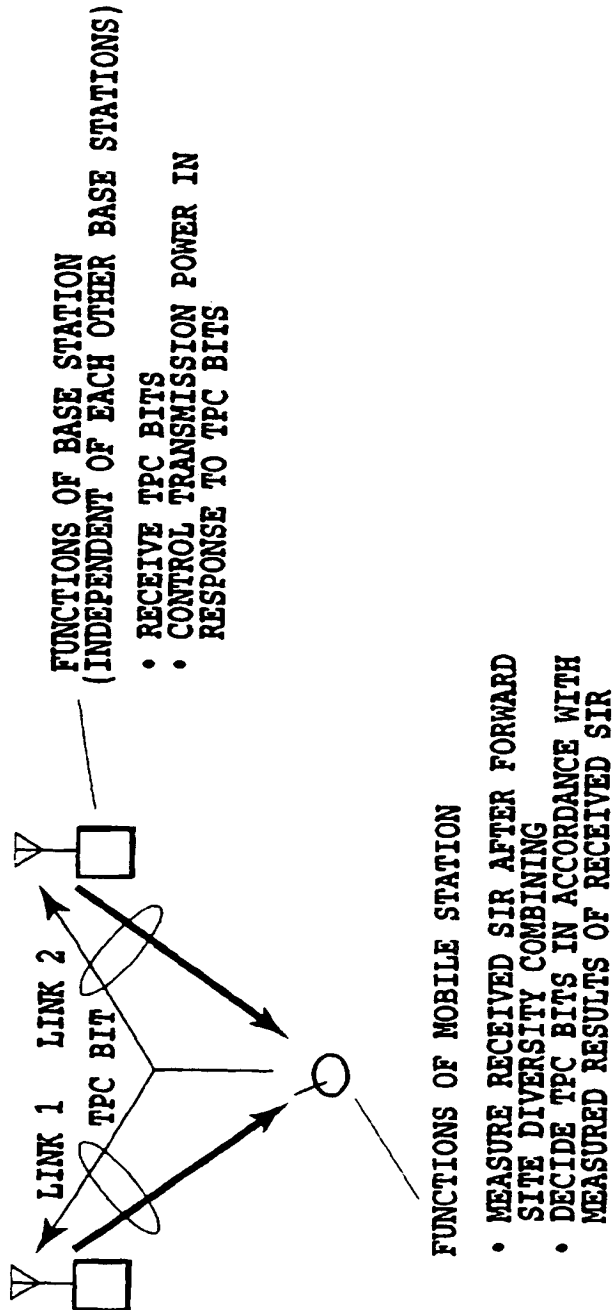 LINK 1 LINK 2
TPC BIT
FUNCTIONS OF BASE STATION
(INDEPENDENT OF EACH OTHER BASE STATIONS)
• RECEIVE TPC BITS
• CONTROL TRANSMISSION POWER IN
RESPONSE TO TPC BITS
FUNCTIONS OF MOBILE STATION
• MEASURE RECEIVED SIR AFTER FORWARD
SITE DIVERSITY COMBINING
• DECIDE TPC BITS IN ACCORDANCE WITH
MEASURED RESULTS OF RECEIVED SIR